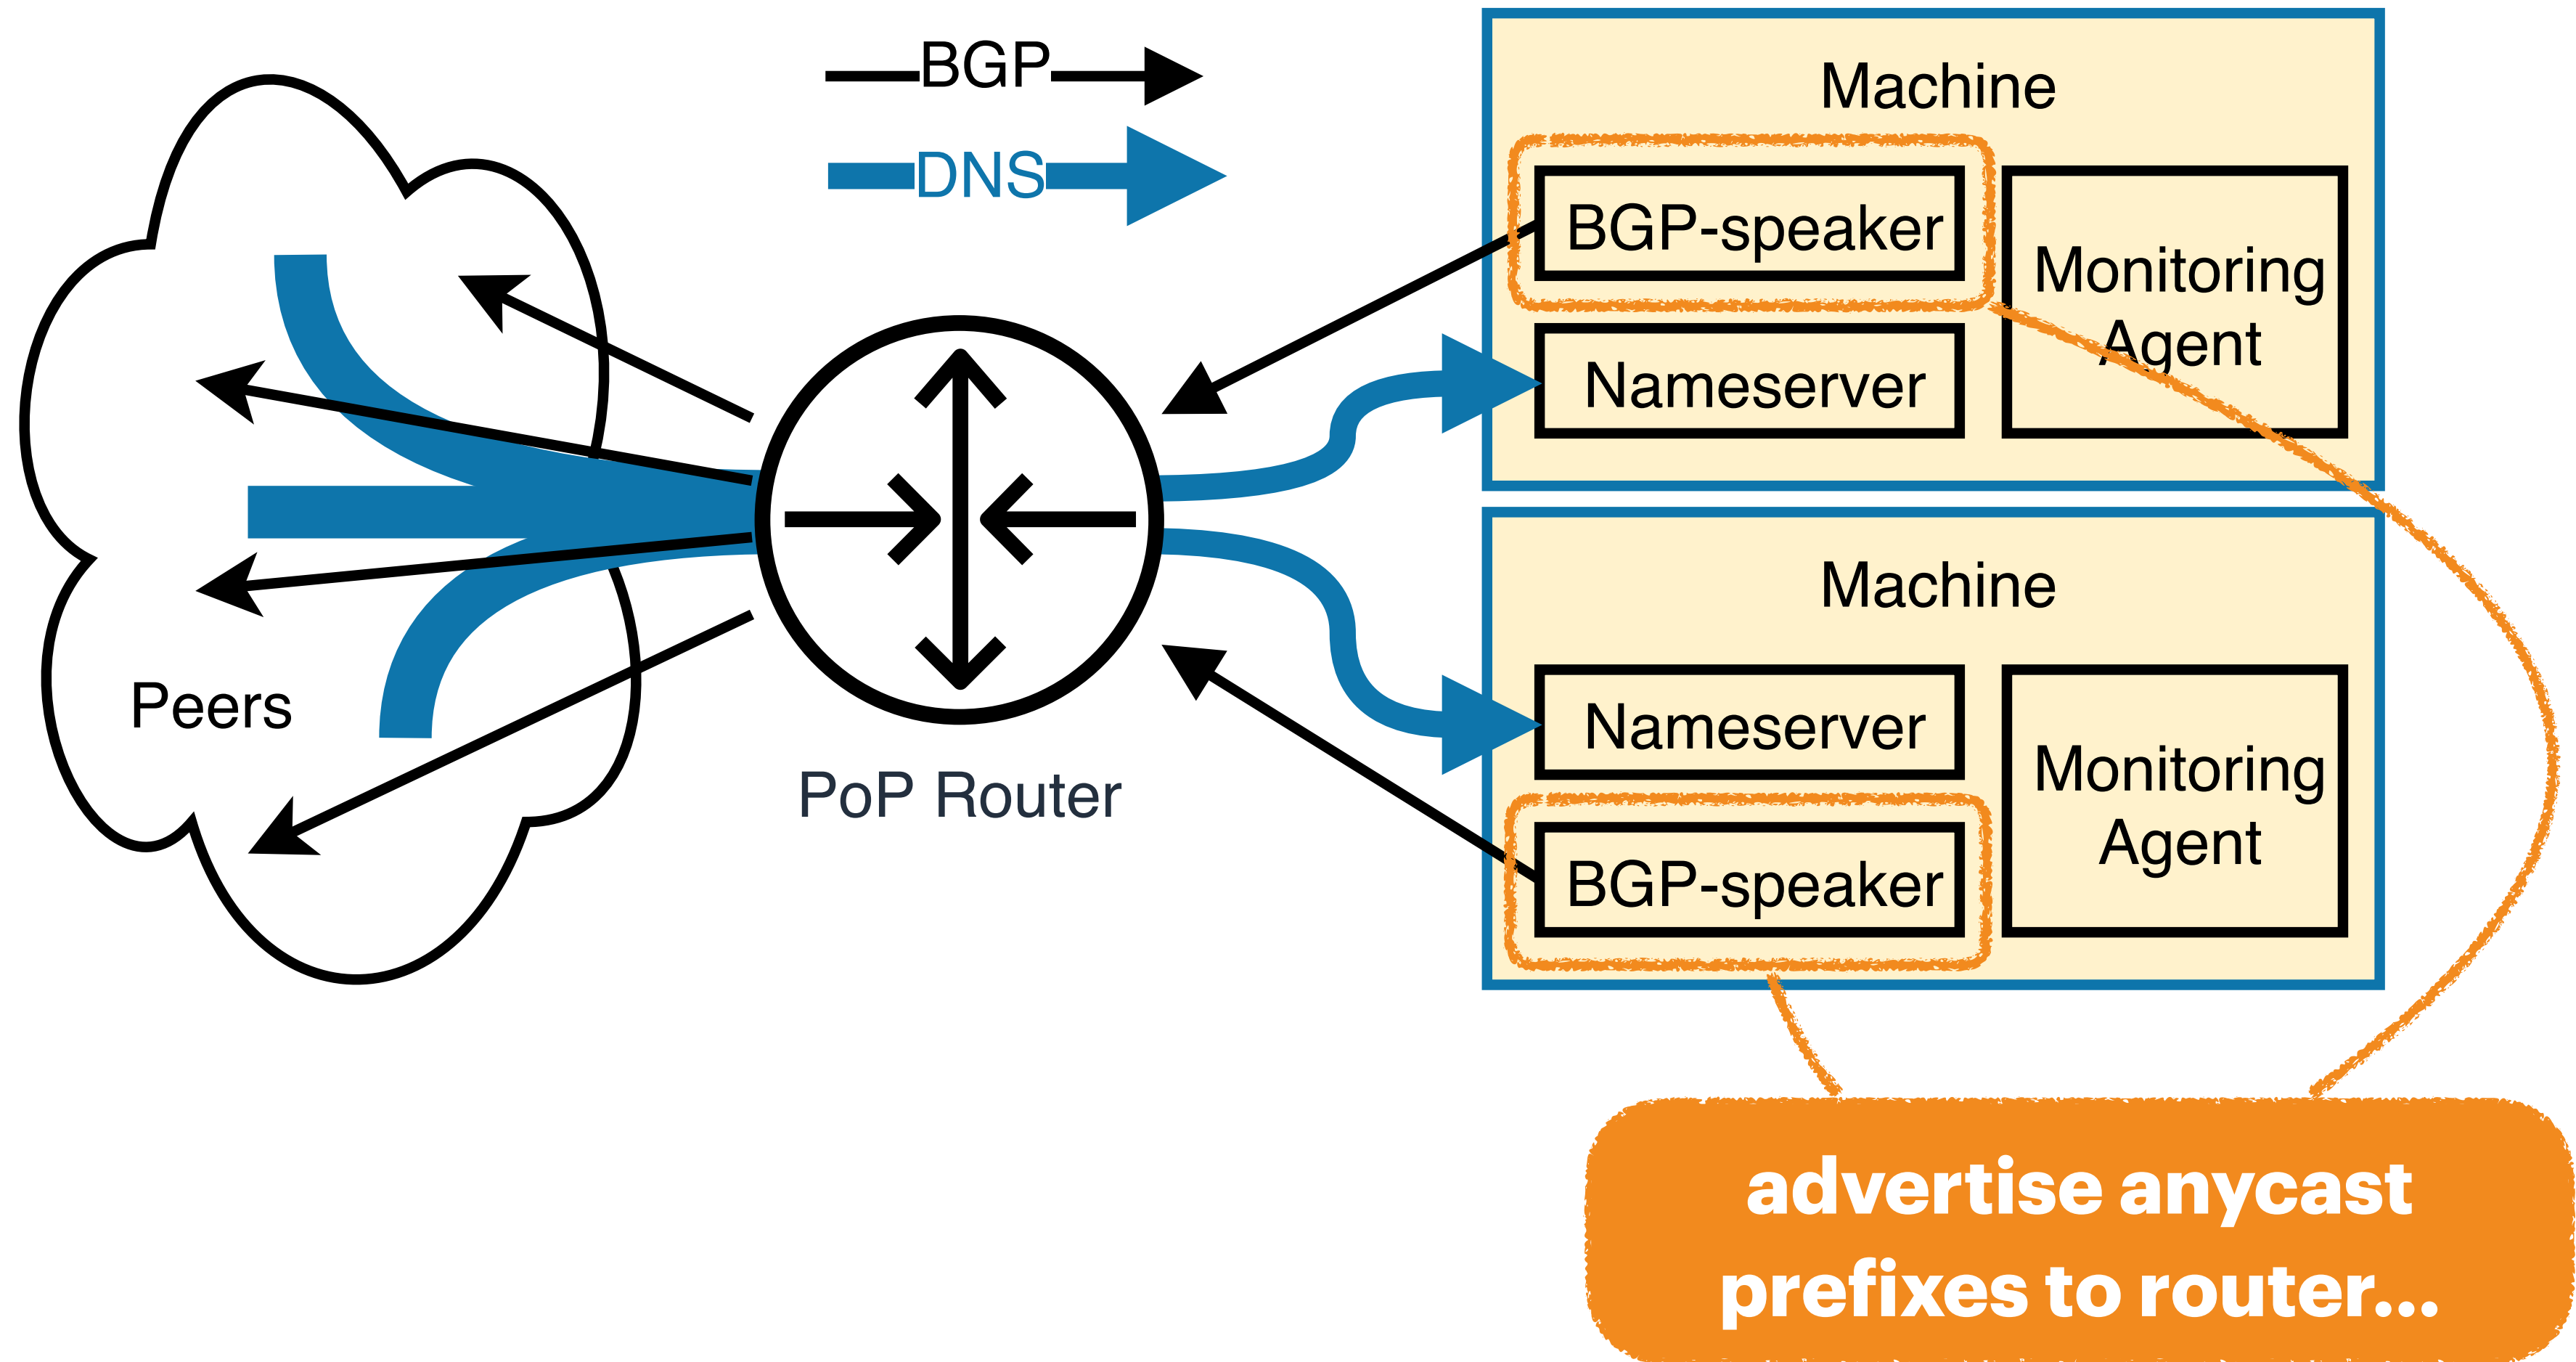 BGP
DNS
Machine
BGP-speaker
Nameserver
Monitoring
Agent
Peers
PoP Router
Machine
Nameserver
BGP-speaker
Monitoring
Agent
advertise anycast
prefixes to router...